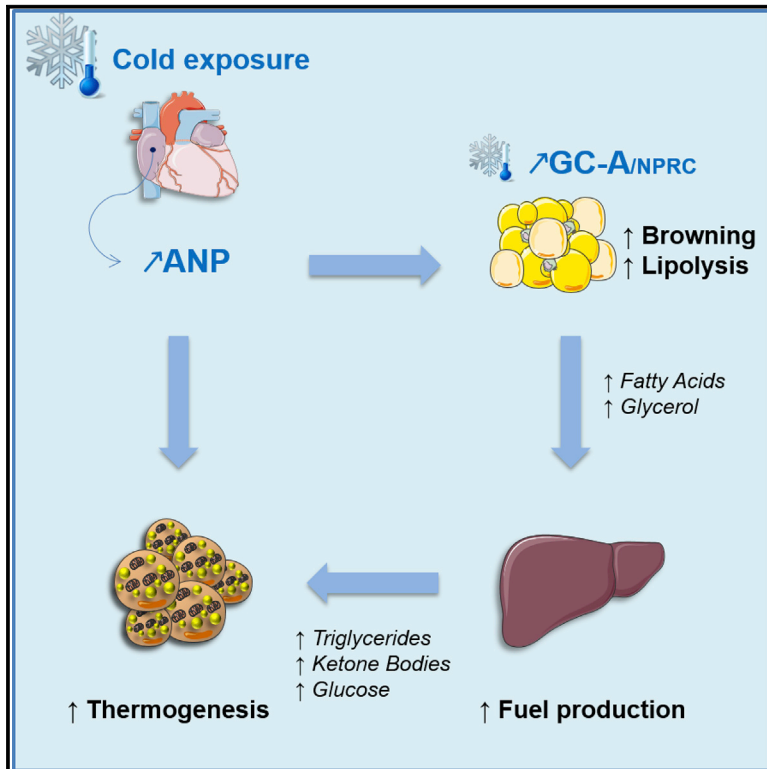 Cold exposure
↗GC-A/NPRC
↗ANP
↑ Browning
↑ Lipolysis
↑ Fatty Acids
↑ Glycerol
↑ Triglycerides
↑ Ketone Bodies
↑ Glucose
↑ Thermogenesis
↑ Fuel production